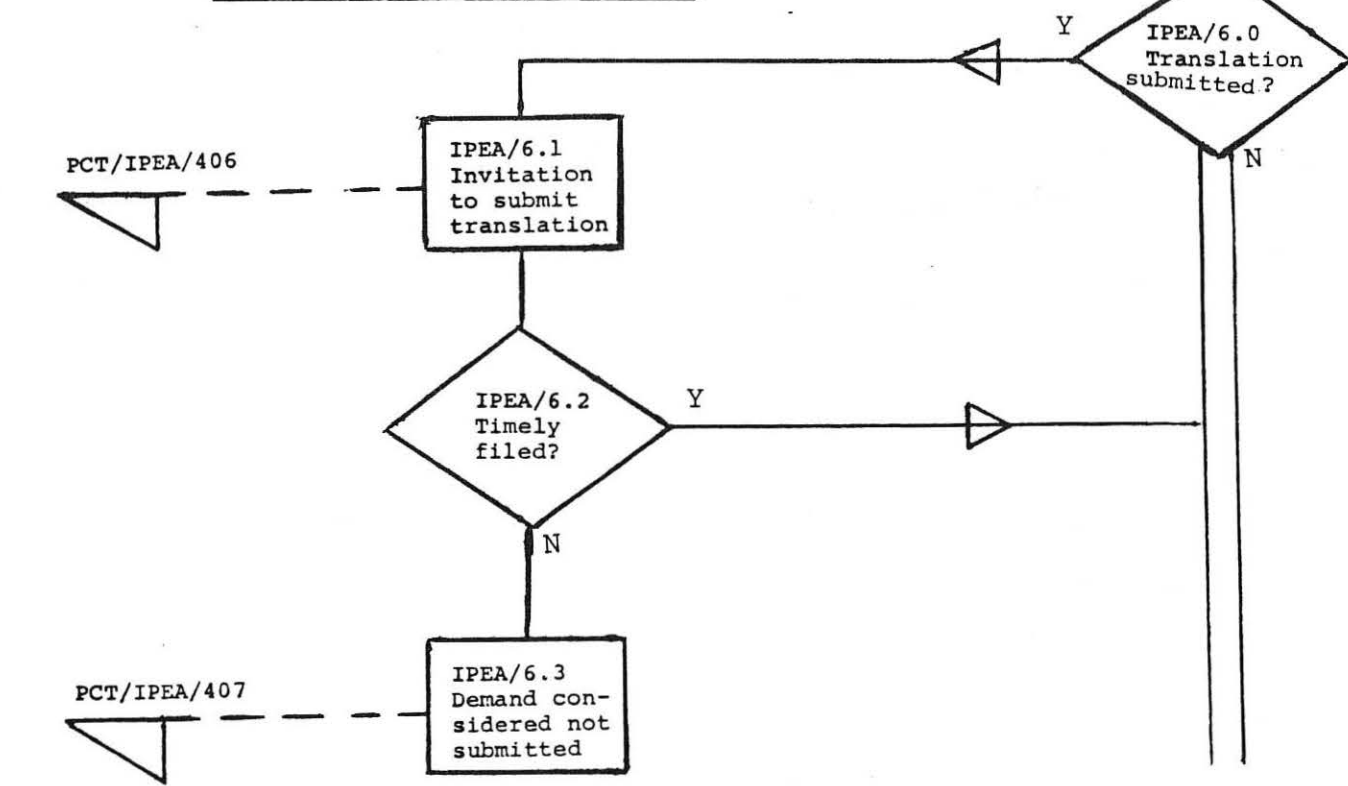 Y
IPEA/6.0
Translation
submitted?
N
PCT/IPEA/406
IPEA/6.1
Invitation
to submit
translation
IPEA/6.2
Timely
filed?
Y
N
PCT/IPEA/407
IPEA/6.3
Demand con-
sidered not
submitted